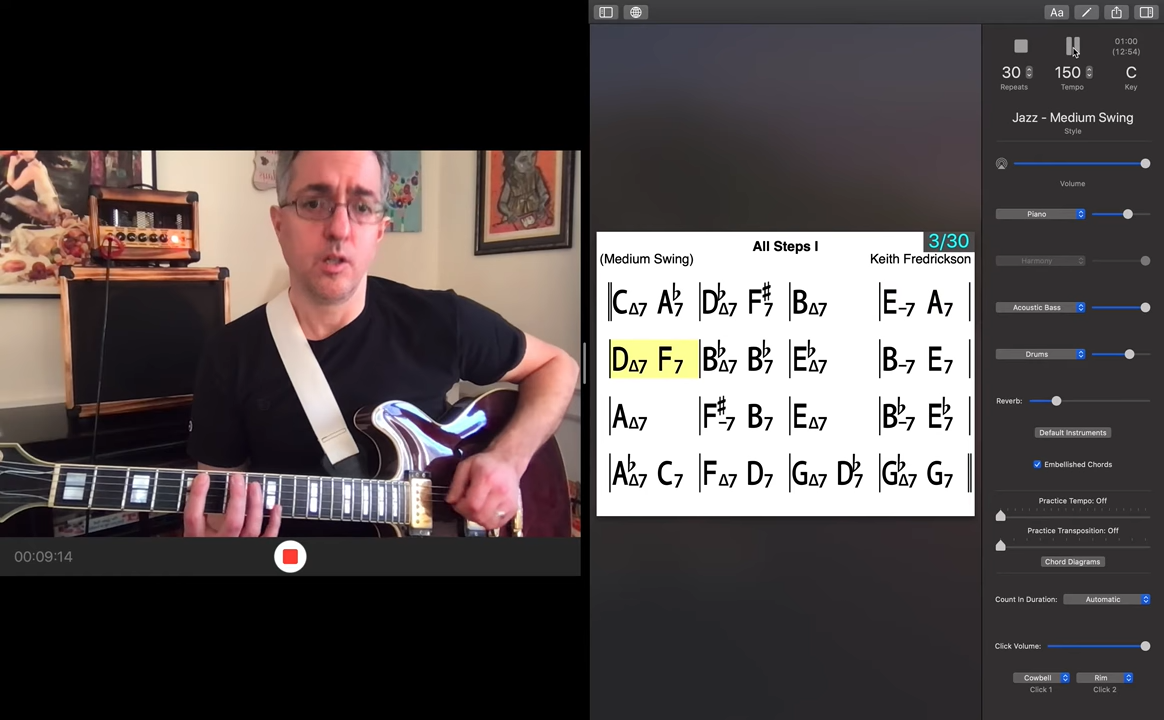 Aa
01:00
(12:54)
30
150
C
Repeats
Tempo
Key
Jazz - Medium Swing
Style
Volume
Piano
Harmony
Acoustic Bass
Drums
Reverb:
Default Instruments
Embellished Chords
Practice Tempo: Off
Practice Transposition: Off
Chord Diagrams
Count In Duration: Automatic
Click Volume:
Cowbell
Rim
Click 1
Click 2
3/30
All Steps I
(Medium Swing)
Keith Fredrickson
C△7 A♭7 | D♭△7 F♯7 | B△7 | E–7 A7 |
D△7 F7 | B♭△7 B♭7 | E♭△7 | B–7 E7 |
A△7 | F♯–7 B7 | E△7 | B♭–7 E♭7 |
A♭△7 C7 | F△7 D7 | G△7 D♭7 | G♭△7 G7 ||
00:09:14